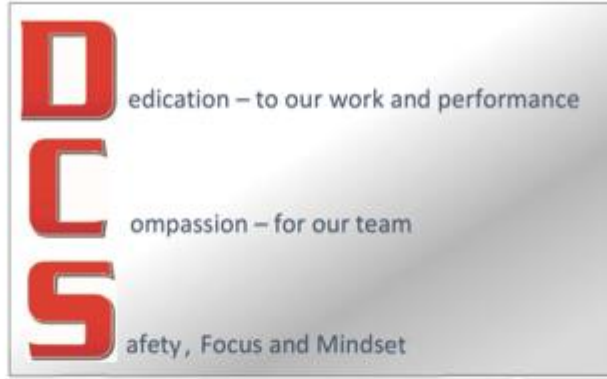 Dedication – to our work and performance
Compassion – for our team
Safety, Focus and Mindset